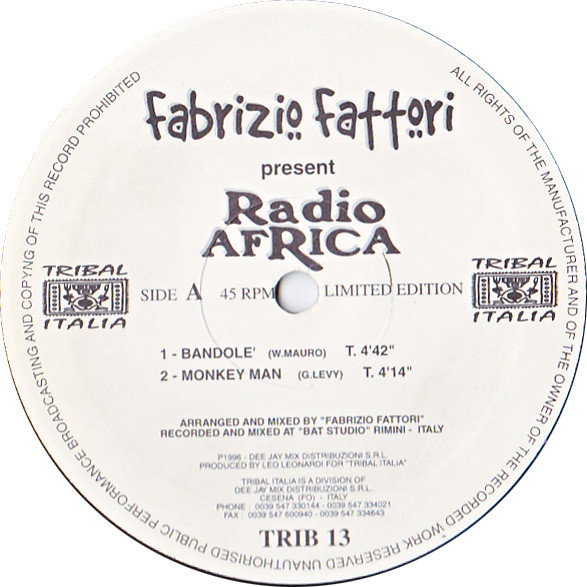 ALL RIGHTS OF THE MANUFACTURER AND OF THE OWNER OF THE RECORDED WORK RESERVED UNAUTHORISED PUBLIC PERFORMANCE BROADCASTING AND COPYNG OF THIS RECORD PROHIBITED
fabrizio fattori
present
Radio
AFRICA
TRIBAL
ITALIA
SIDE A 45 RPM LIMITED EDITION
TRIBAL
ITALIA
1 - BANDOLE' (W.MAURO) T. 4'42"
2 - MONKEY MAN (G.LEVY) T. 4'14"
ARRANGED AND MIXED BY "FABRIZIO FATTORI"
RECORDED AND MIXED AT "BAT STUDIO" RIMINI - ITALY
P1996 - DEE JAY MIX DISTRIBUZIONI S.R.L.
PRODUCED BY LEO LEONARDI FOR "TRIBAL ITALIA"
TRIBAL ITALIA IS A DIVISION OF
DEE JAY MIX DISTRIBUZIONI S.R.L.
CESENA (FO) - ITALY
PHONE : 0039 547 330144 - 0039 547 334021
FAX : 0039 547 600940 - 0039 547 334643
TRIB 13